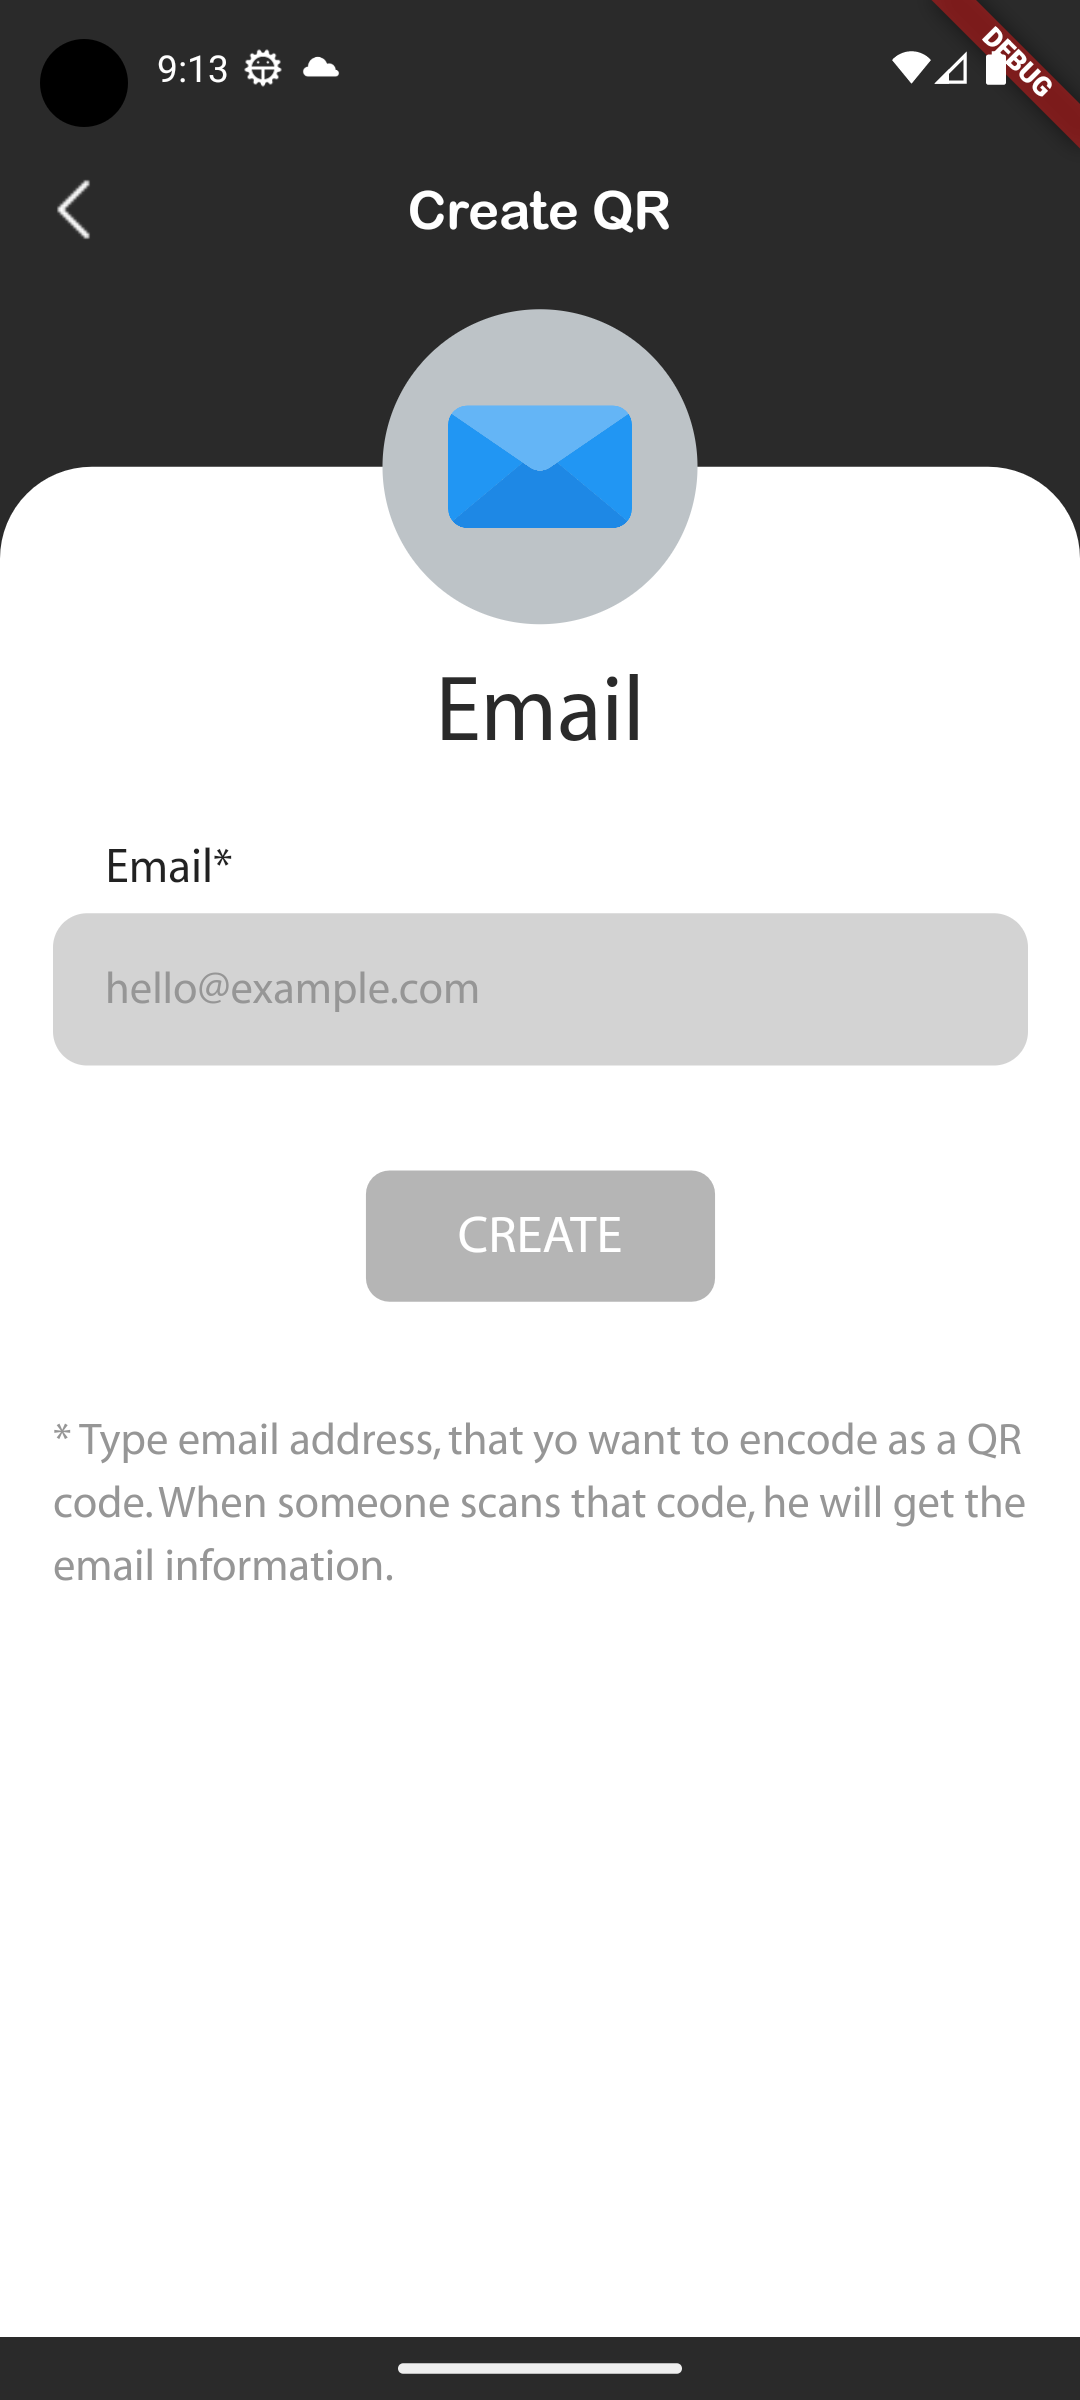 9:13
DEBUG
Create QR
Email
Email*
hello@example.com
CREATE
* Type email address, that yo want to encode as a QR
code. When someone scans that code, he will get the
email information.